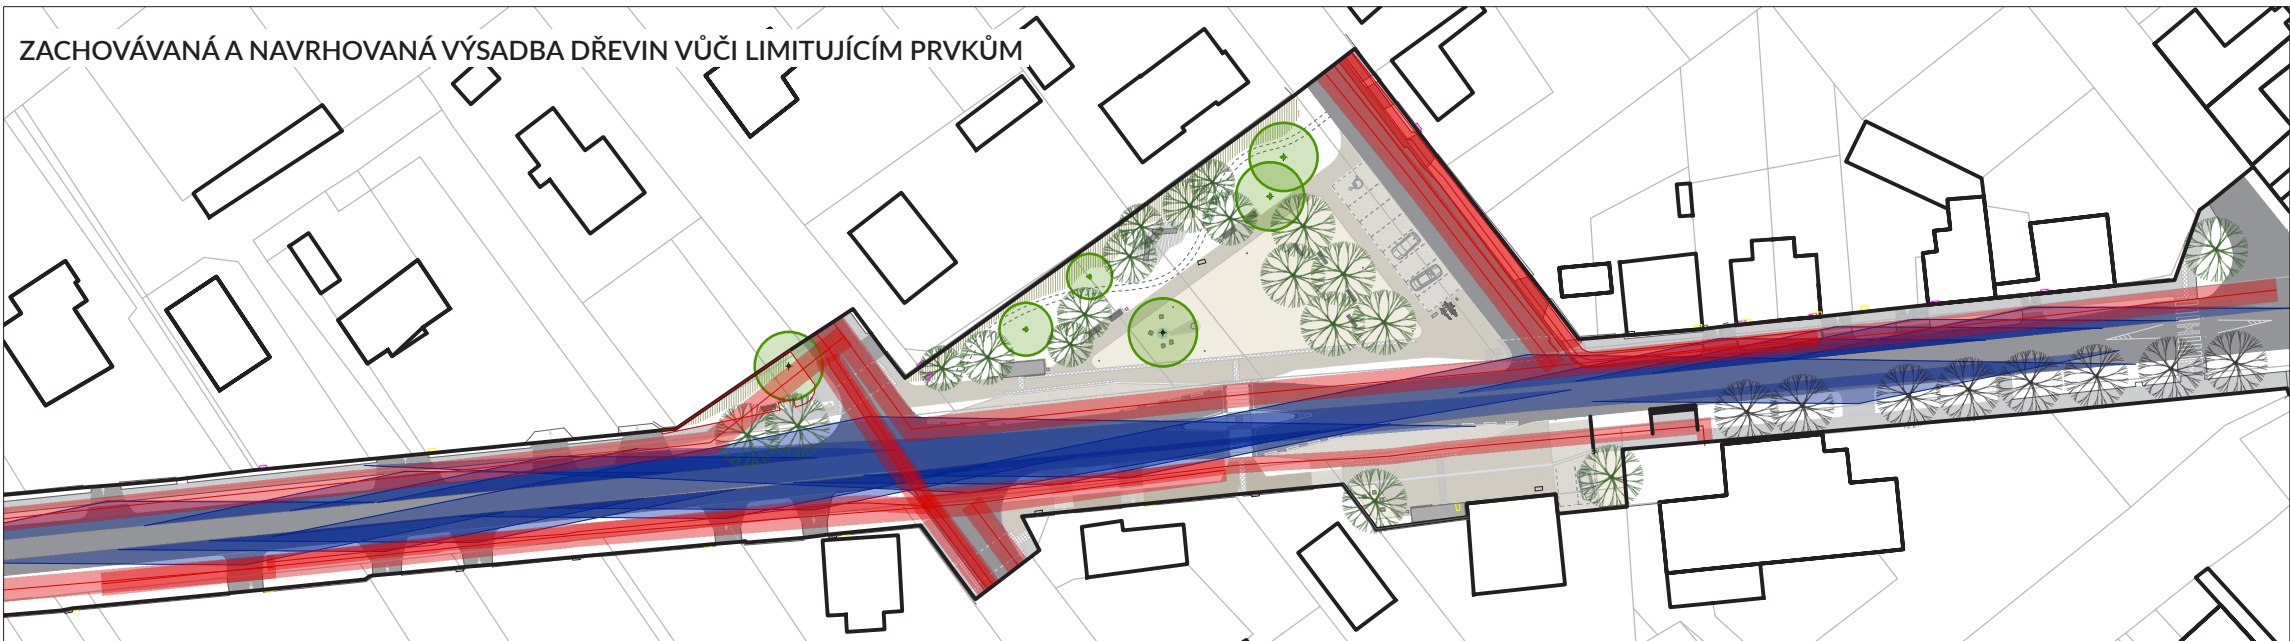 ZACHOVÁVANÁ A NAVRHOVANÁ VÝSADBA DŘEVIN VŮČI LIMITUJÍCÍM PRVKŮM